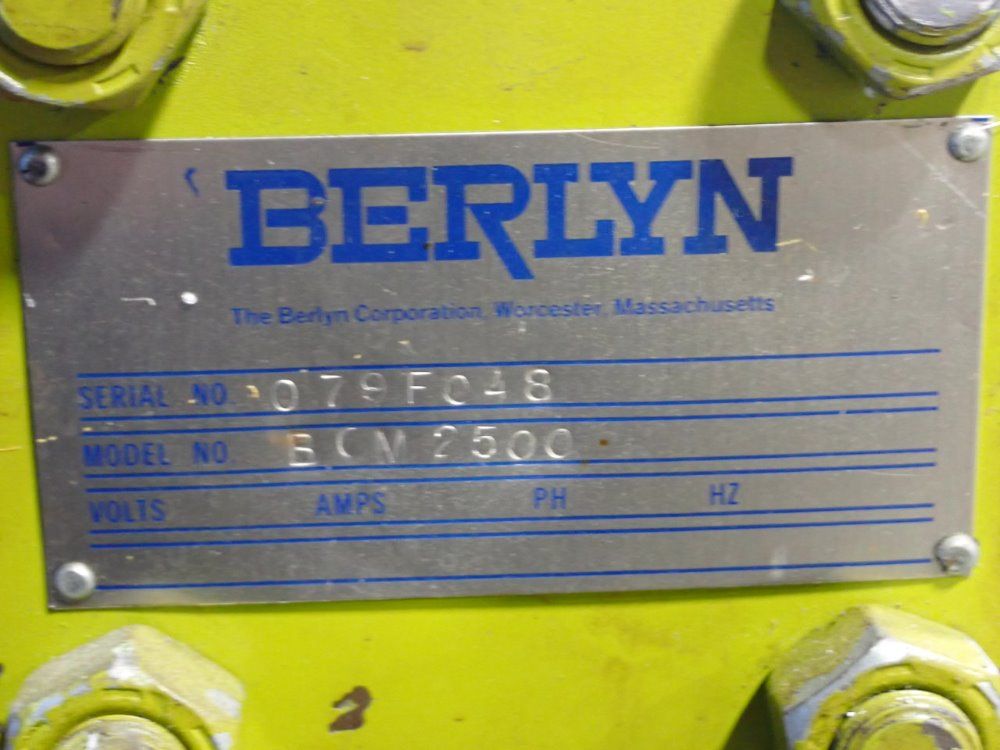 BERLYN
The Berlyn Corporation, Worcester, Massachusetts
SERIAL NO. 079F048
MODEL NO BCM2500
VOLTS AMPS PH HZ